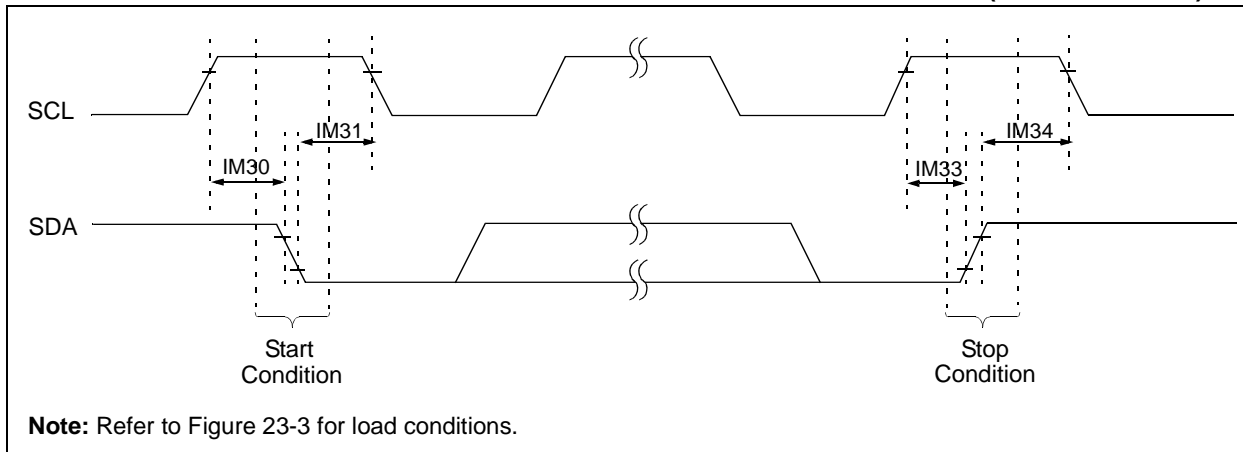 SCL
IM31
IM34
IM30
IM33
SDA
Start
Condition
Stop
Condition
Note: Refer to Figure 23-3 for load conditions.